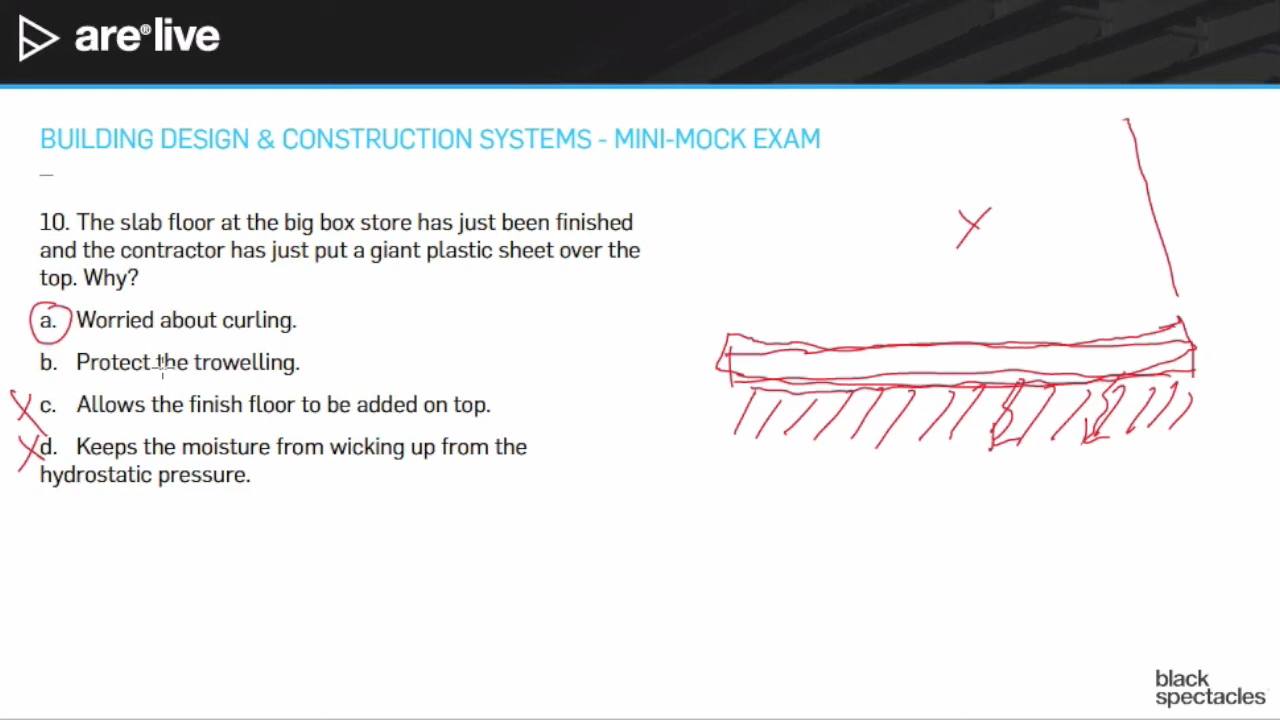 are®live
BUILDING DESIGN & CONSTRUCTION SYSTEMS - MINI-MOCK EXAM
10. The slab floor at the big box store has just been finished
and the contractor has just put a giant plastic sheet over the
top. Why?
a. Worried about curling.
b. Protect the trowelling.
c. Allows the finish floor to be added on top.
d. Keeps the moisture from wicking up from the
hydrostatic pressure.
black
spectacles